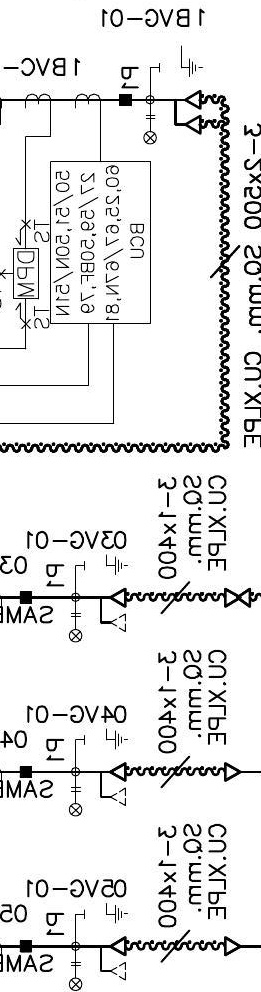 1BVG-01
1BVC-
P1
3-2x500 SQ.mm. CU.XLPE
BCU
60,25,67/67N,81
27/59,50BF,79
50/51,50N/51N
TS
DPM
TS
03VG-01
3-1x400
SQ.mm.
CU.XLPE
03
P1
SAME
04VG-01
3-1x400
SQ.mm.
CU.XLPE
04
P1
SAME
05VG-01
3-1x400
SQ.mm.
CU.XLPE
05
P1
SAME